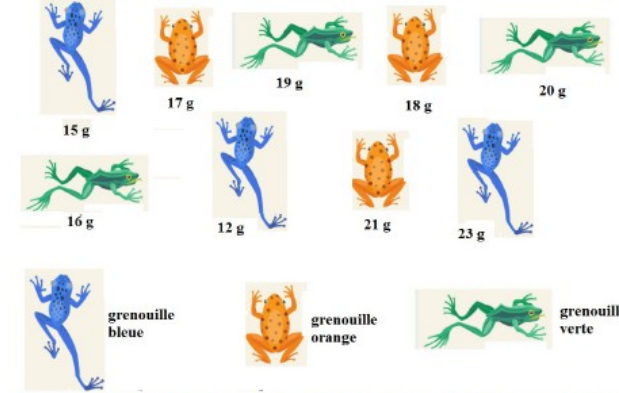 15 g
17 g
19 g
18 g
20 g
16 g
12 g
21 g
23 g
grenouille
bleue
grenouille
orange
grenouill
verte